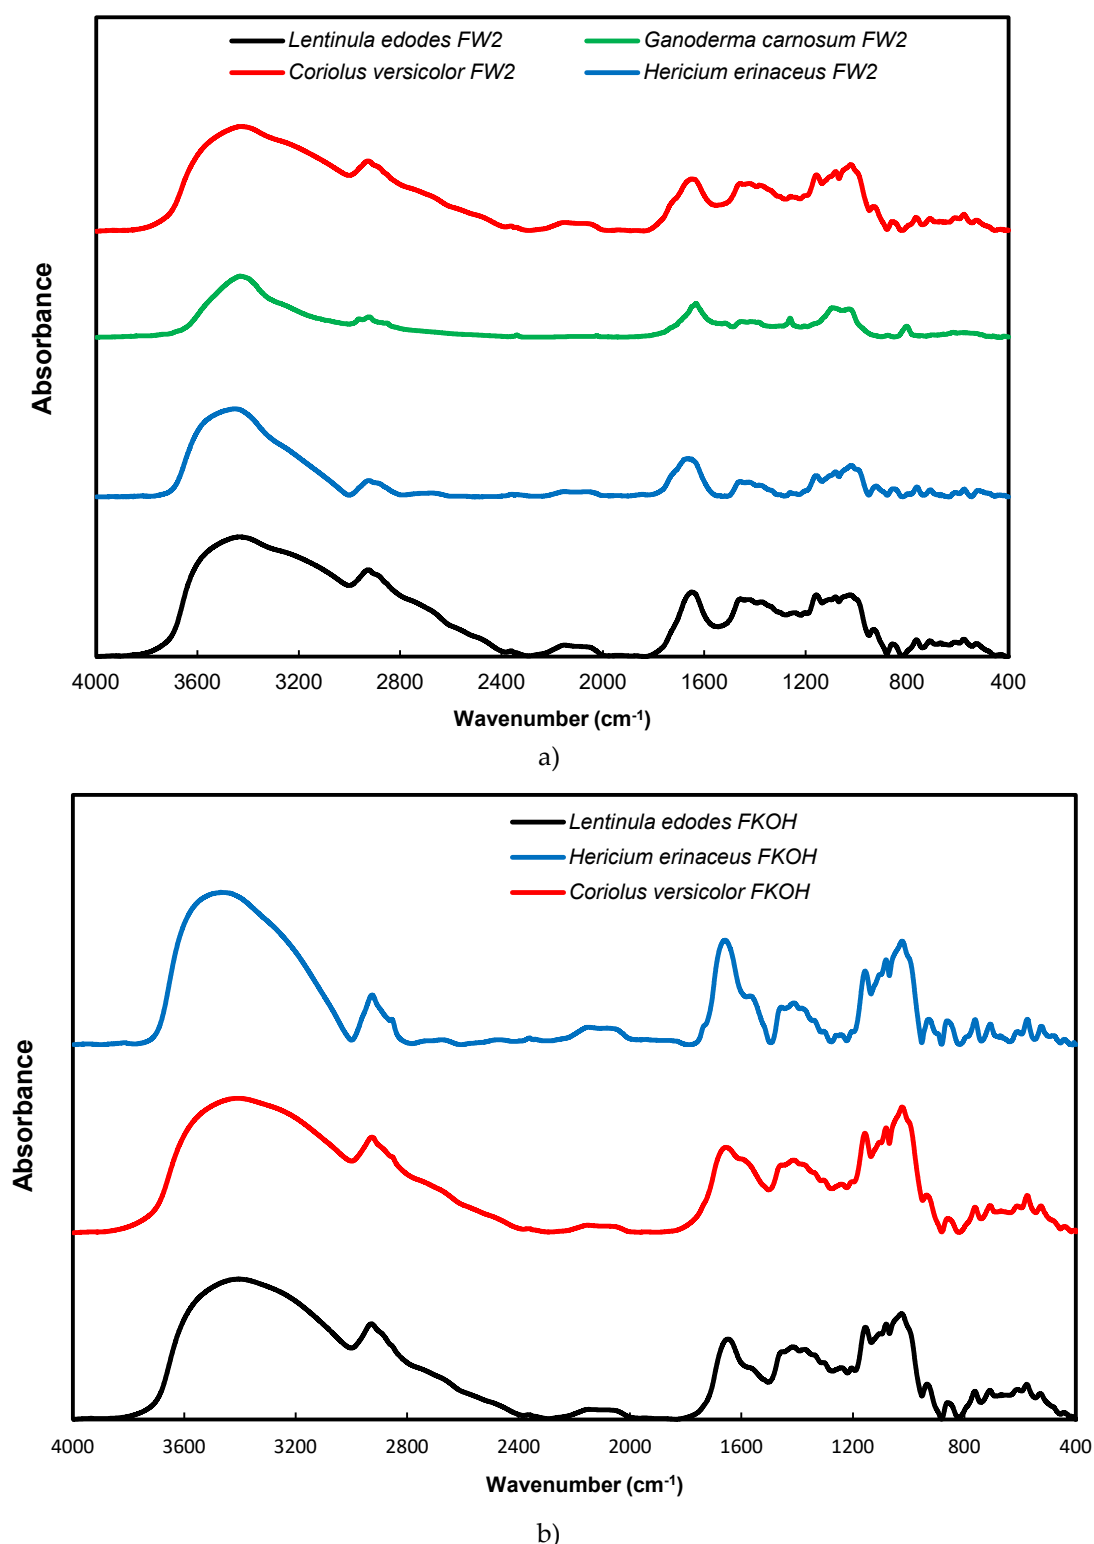 Lentinula edodes FW2 Ganoderma carnosum FW2
Coriolus versicolor FW2 Hericium erinaceus FW2
Absorbance
4000 3600 3200 2800 2400 2000 1600 1200 800 400
Wavenumber (cm-1)
a)
Lentinula edodes FKOH
Hericium erinaceus FKOH
Coriolus versicolor FKOH
Absorbance
4000 3600 3200 2800 2400 2000 1600 1200 800 400
Wavenumber (cm-1)
b)